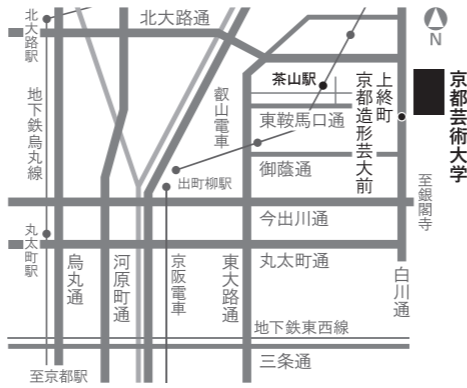 北大路通
北大路駅
N
茶山駅
上終町
京都造形芸大前
京都芸術大学
叡山電車
地下鉄烏丸線
東鞍馬口通
御蔭通
出町柳駅
至銀閣寺
今出川通
丸太町駅
丸太町通
烏丸通
河原町通
京阪電車
東大路通
白川通
地下鉄東西線
三条通
至京都駅